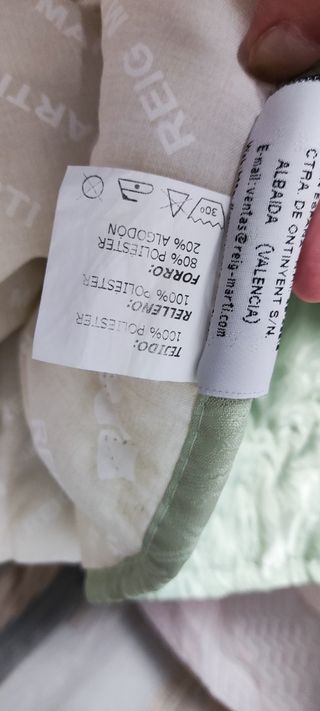 TEJIDO:
100% POLIESTER
RELLENO:
100% POLIESTER
FORRO:
80% POLIESTER
20% ALGODON
30°
CTRA DE ONTINYENT S/N.
ALBAIDA (VALENCIA)
E-mail:ventas@reig-marti.com
REIG M
ARTI